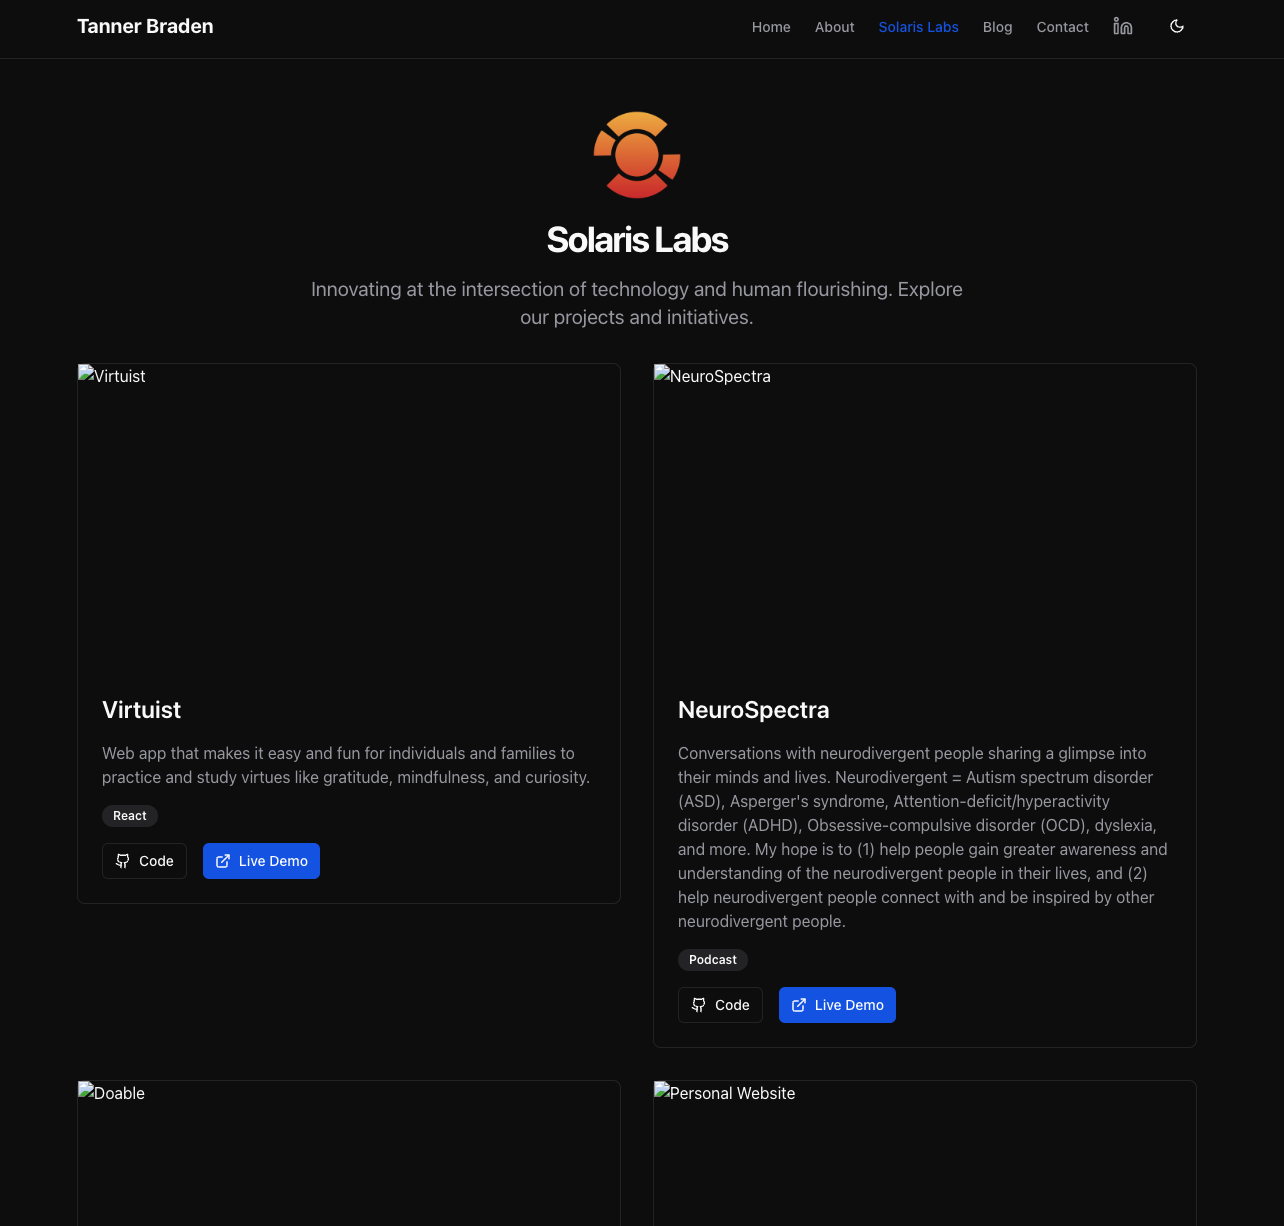 Tanner Braden
Home About Solaris Labs Blog Contact
Solaris Labs
Innovating at the intersection of technology and human flourishing. Explore
our projects and initiatives.
Virtuist
Virtuist
Web app that makes it easy and fun for individuals and families to
practice and study virtues like gratitude, mindfulness, and curiosity.
React
Code Live Demo
NeuroSpectra
NeuroSpectra
Conversations with neurodivergent people sharing a glimpse into
their minds and lives. Neurodivergent = Autism spectrum disorder
(ASD), Asperger's syndrome, Attention-deficit/hyperactivity
disorder (ADHD), Obsessive-compulsive disorder (OCD), dyslexia,
and more. My hope is to (1) help people gain greater awareness and
understanding of the neurodivergent people in their lives, and (2)
help neurodivergent people connect with and be inspired by other
neurodivergent people.
Podcast
Code Live Demo
Doable
Personal Website